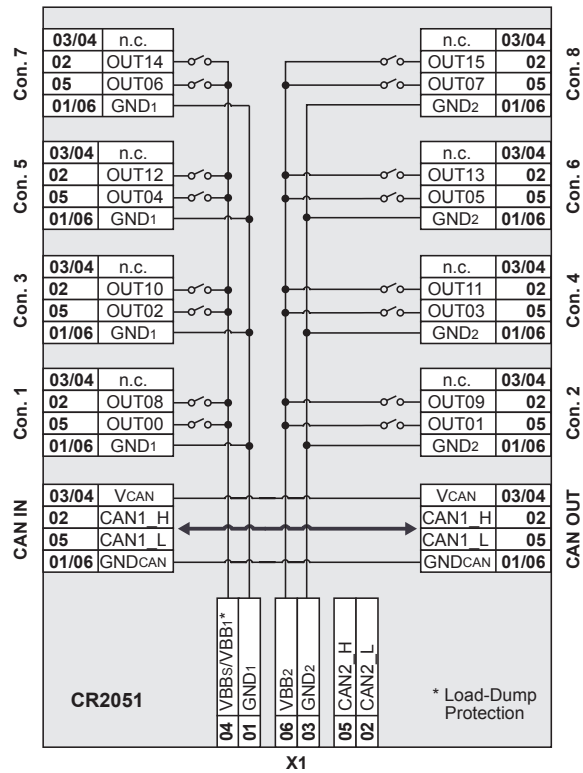 Con. 7
03/04 n.c.
02 OUT14
05 OUT06
01/06 GND1
Con. 8
n.c. 03/04
OUT15 02
OUT07 05
GND2 01/06
Con. 5
03/04 n.c.
02 OUT12
05 OUT04
01/06 GND1
Con. 6
n.c. 03/04
OUT13 02
OUT05 05
GND2 01/06
Con. 3
03/04 n.c.
02 OUT10
05 OUT02
01/06 GND1
Con. 4
n.c. 03/04
OUT11 02
OUT03 05
GND2 01/06
Con. 1
03/04 n.c.
02 OUT08
05 OUT00
01/06 GND1
Con. 2
n.c. 03/04
OUT09 02
OUT01 05
GND2 01/06
CAN IN
03/04 VCAN
02 CAN1_H
05 CAN1_L
01/06 GNDCAN
CAN OUT
VCAN 03/04
CAN1_H 02
CAN1_L 05
GNDCAN 01/06
04 VBBS/VBB1*
01 GND1
06 VBB2
03 GND2
05 CAN2_H
02 CAN2_L
CR2051
* Load-Dump
Protection
X1